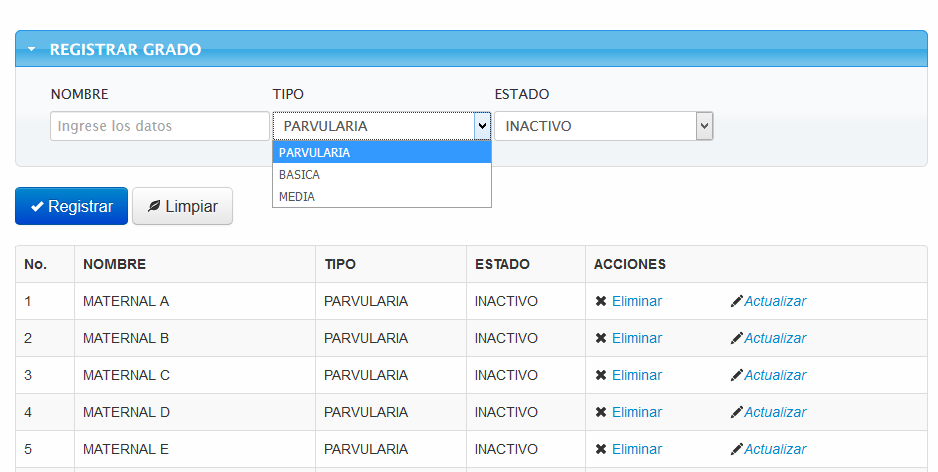 REGISTRAR GRADO
NOMBRE TIPO ESTADO
Ingrese los datos PARVULARIA INACTIVO
PARVULARIA
BASICA
MEDIA
Registrar Limpiar
No. NOMBRE TIPO ESTADO ACCIONES
1 MATERNAL A PARVULARIA INACTIVO Eliminar Actualizar
2 MATERNAL B PARVULARIA INACTIVO Eliminar Actualizar
3 MATERNAL C PARVULARIA INACTIVO Eliminar Actualizar
4 MATERNAL D PARVULARIA INACTIVO Eliminar Actualizar
5 MATERNAL E PARVULARIA INACTIVO Eliminar Actualizar